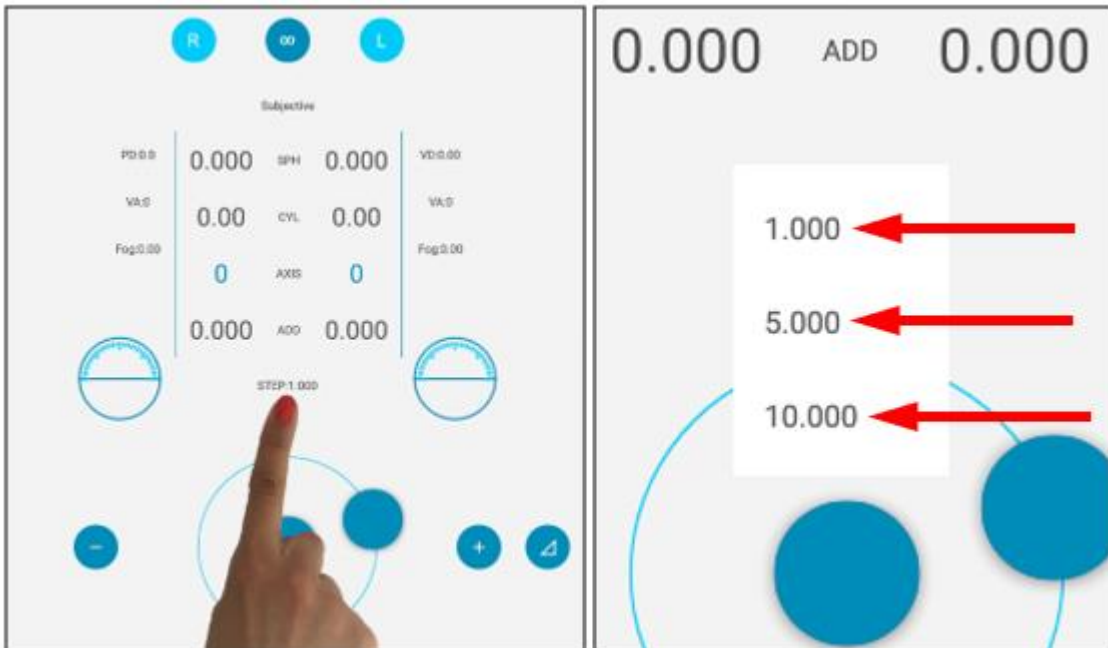 R ∞ L
Subjective
PD:0.0 0.000 SPH 0.000 VD:0.00
VA:0 0.00 CYL 0.00 VA:0
Fog:0.00 0 AXIS 0 Fog:0.00
0.000 ADD 0.000
STEP:1.000
− + 
0.000 ADD 0.000
1.000
5.000
10.000